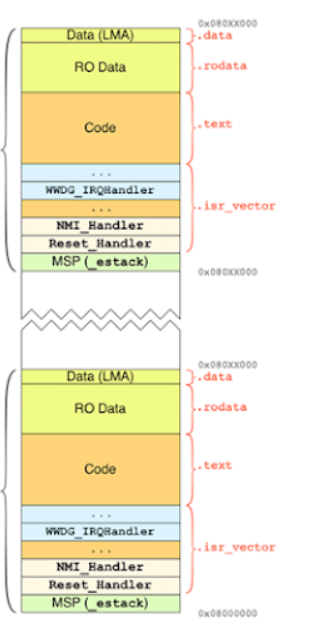 0x080XX000
Data (LMA)
.data
RO Data
.rodata
Code
.text
...
WWDG_IRQHandler
...
.isr_vector
NMI_Handler
Reset_Handler
MSP (_estack)
0x080XX000
0x080XX000
Data (LMA)
.data
RO Data
.rodata
Code
.text
...
WWDG_IRQHandler
...
.isr_vector
NMI_Handler
Reset_Handler
MSP (_estack)
0x08000000